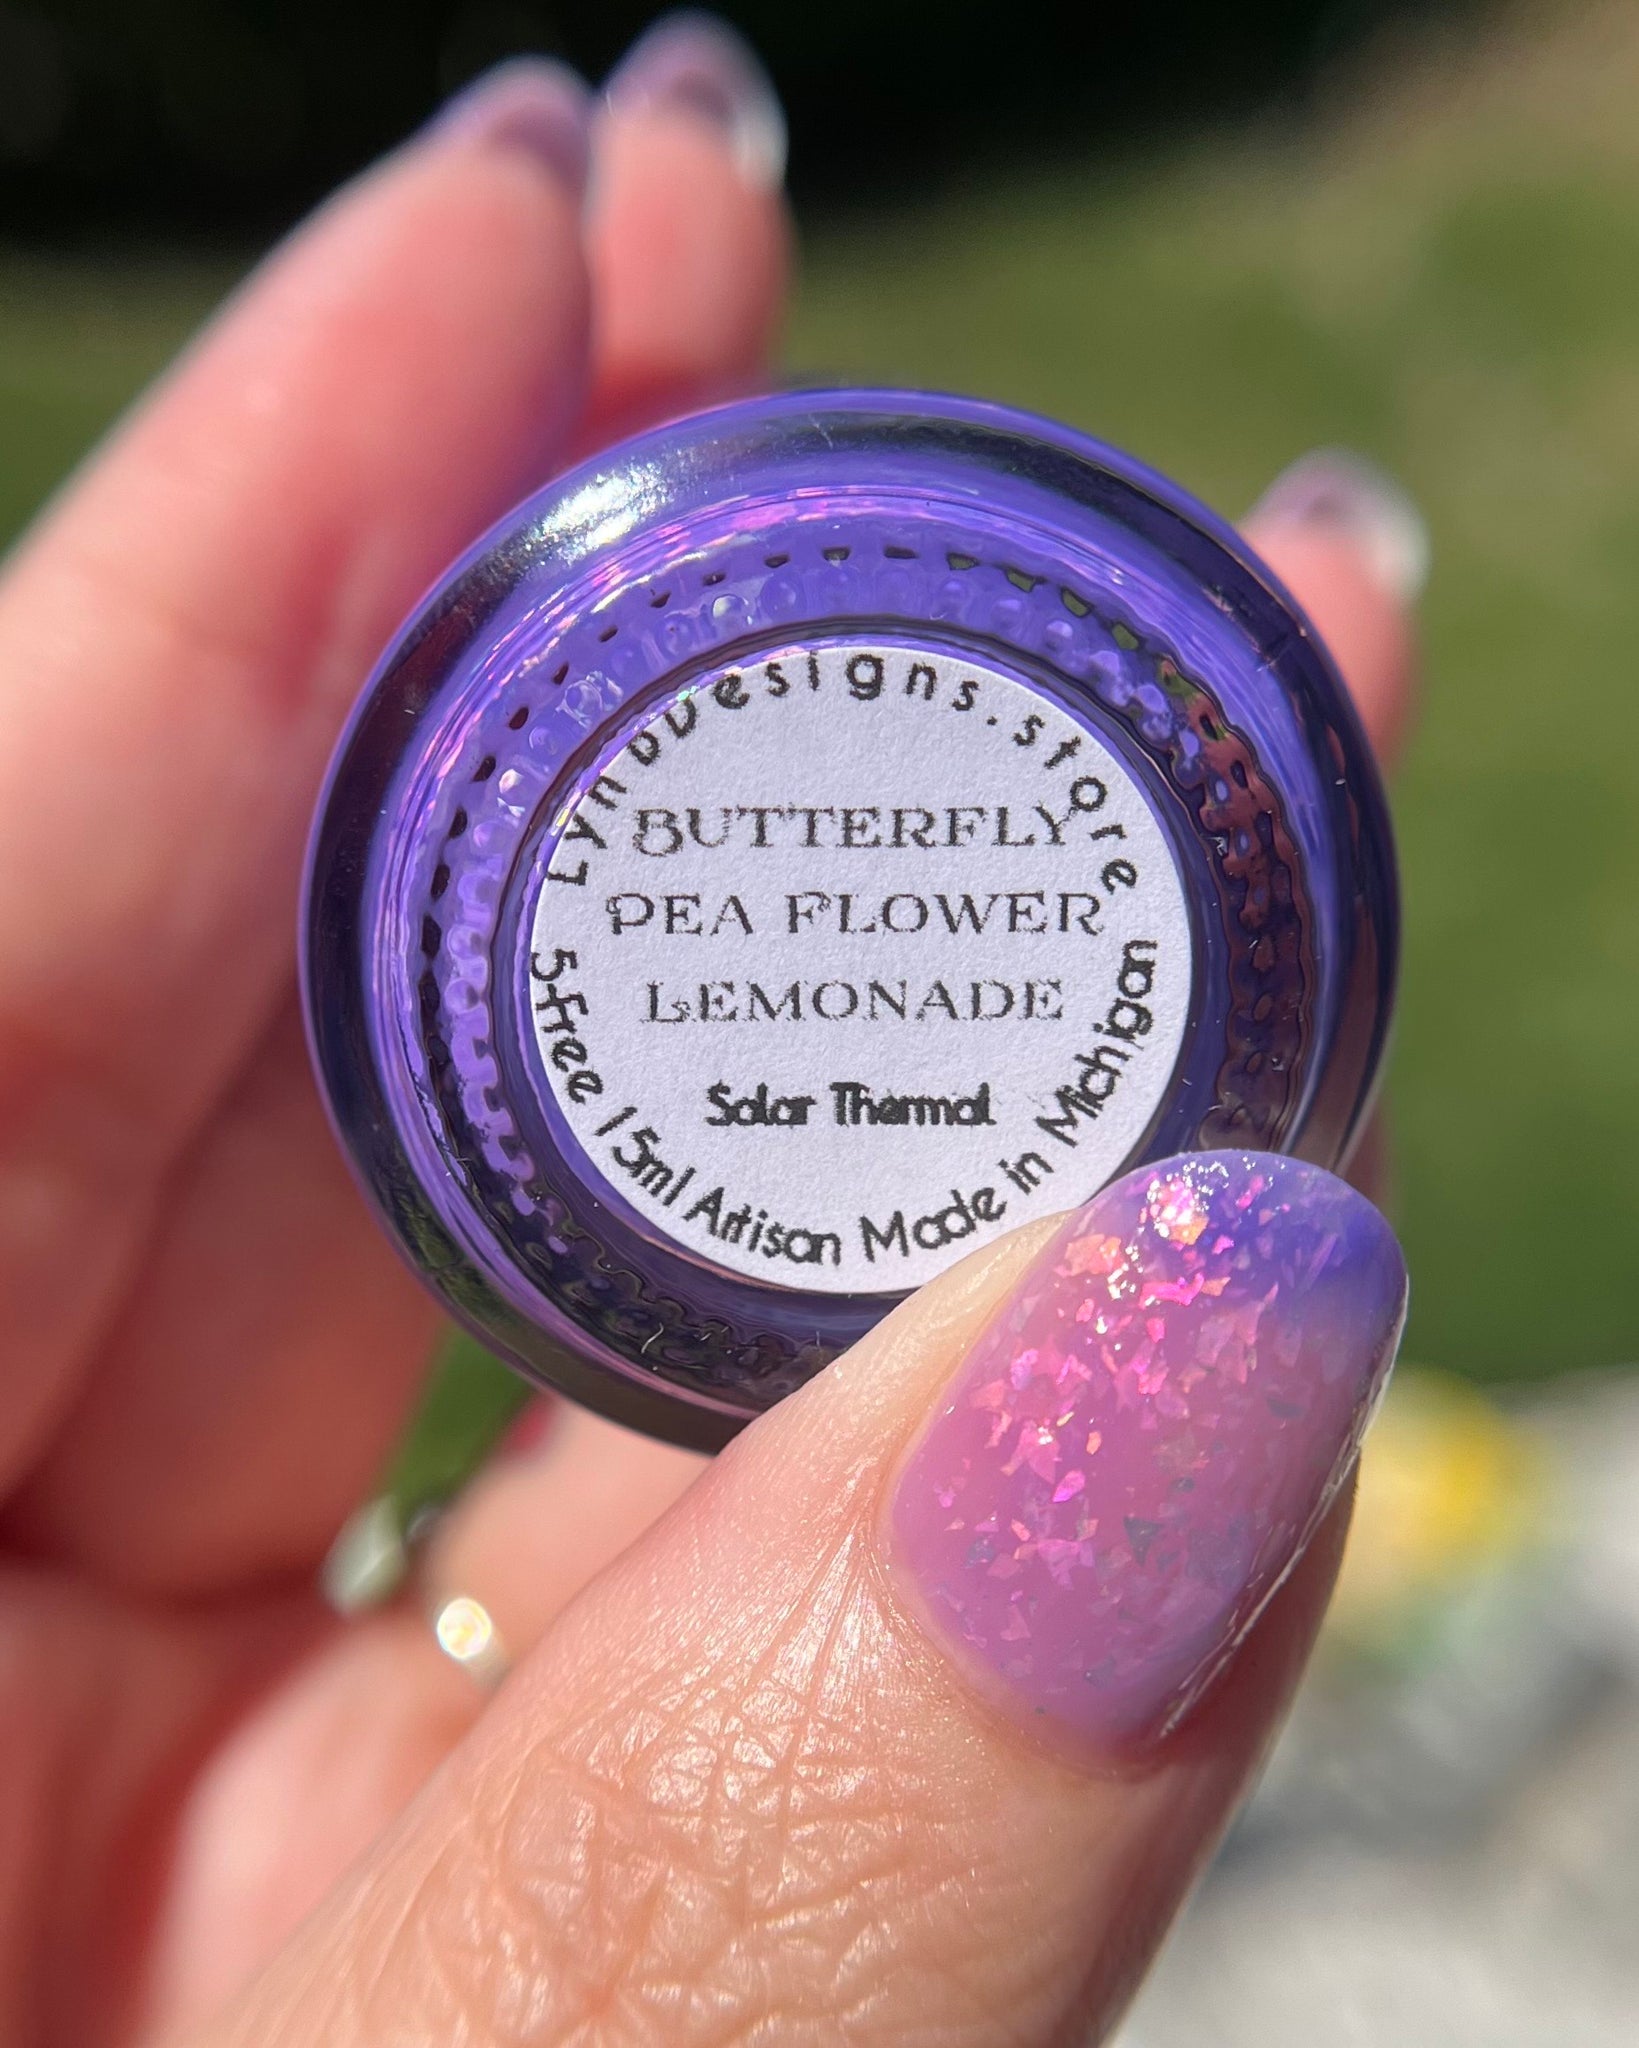 LynbDesigns.store
Butterfly
Pea Flower
Lemonade
Solar Thermal
5-Free 15ml Artisan Made in Michigan